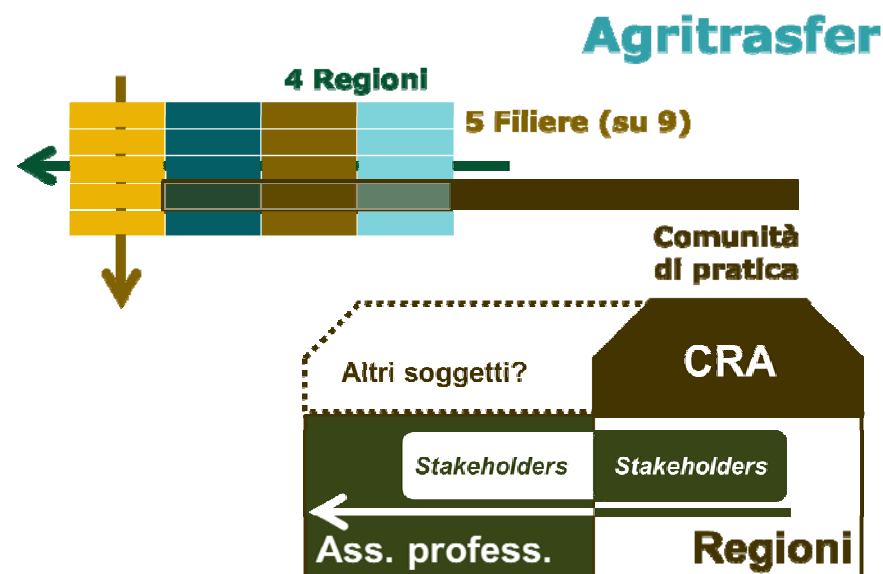 Agritrasfer
4 Regioni
5 Filiere (su 9)
Comunità
di pratica
CRA
Altri soggetti?
Stakeholders
Stakeholders
Ass. profess.
Regioni